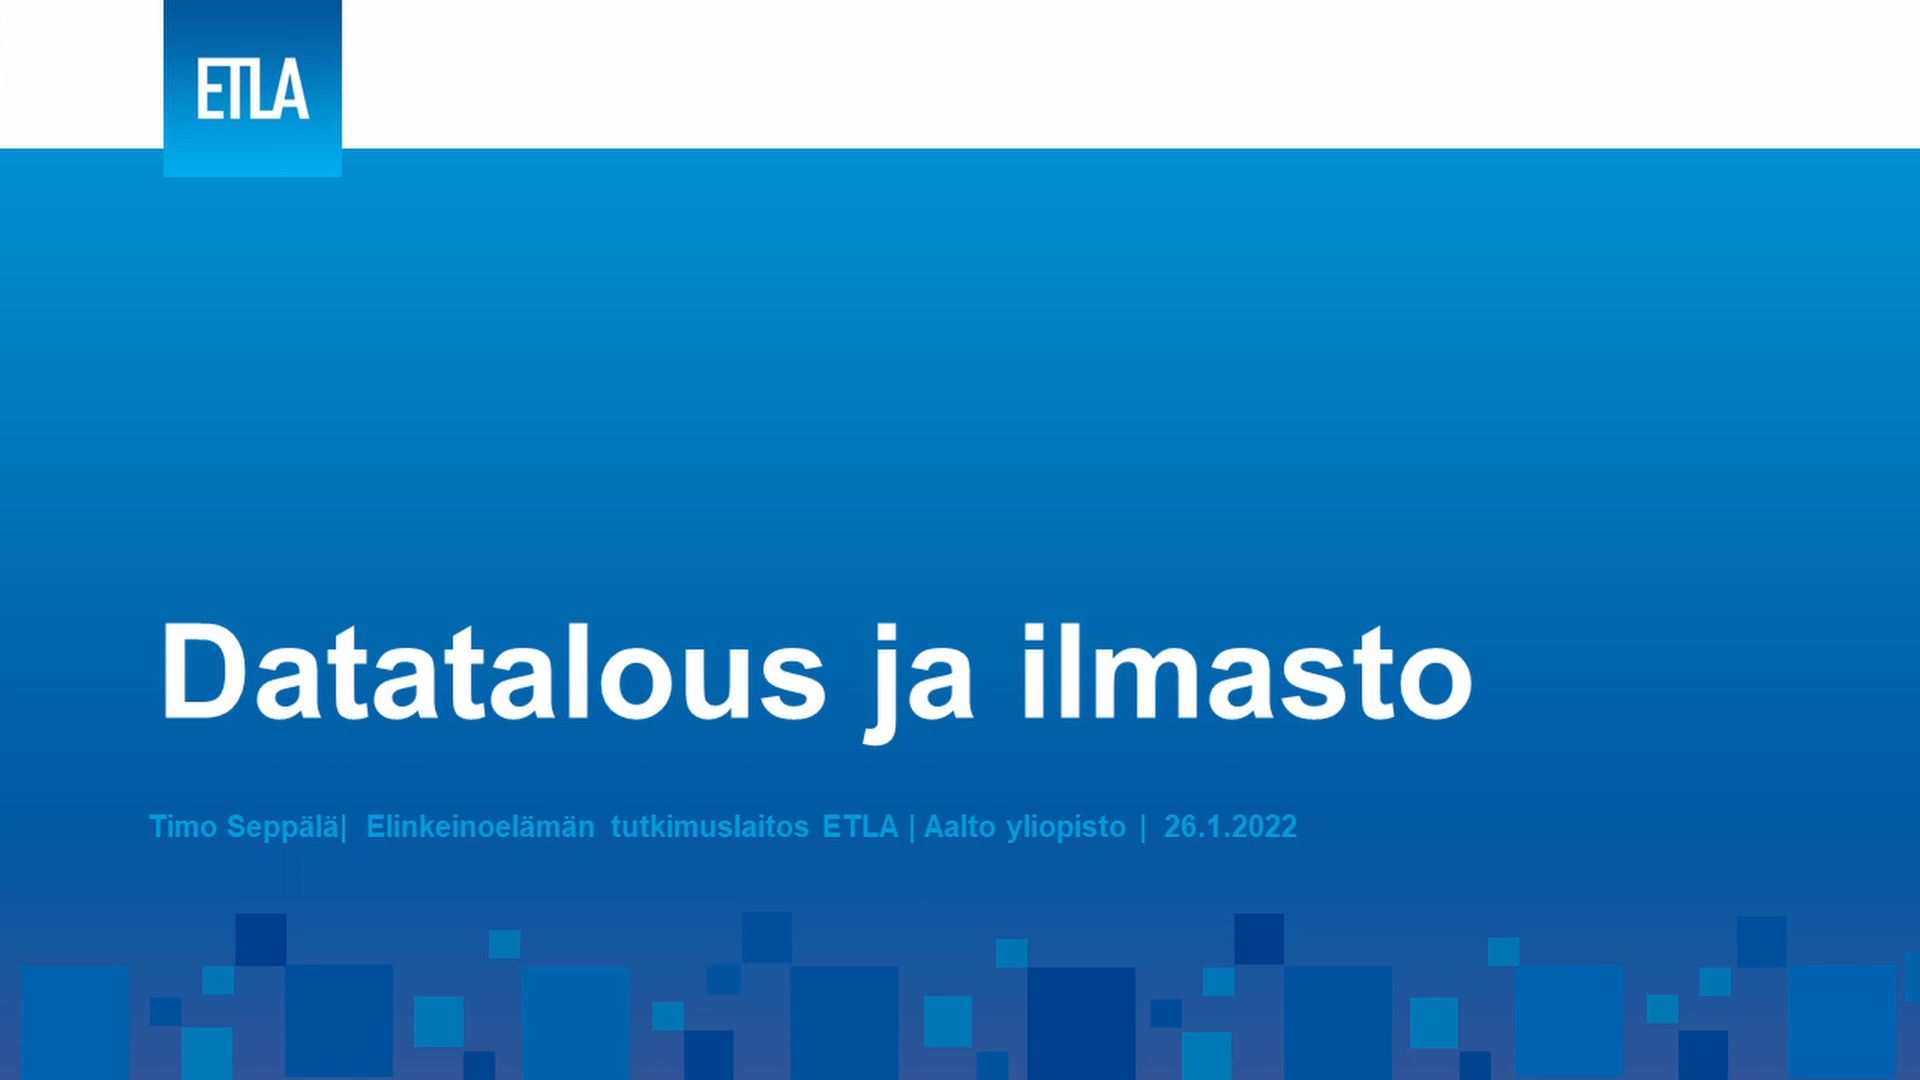 ETLA
Datatalous ja ilmasto
Timo Seppälä| Elinkeinoelämän tutkimuslaitos ETLA | Aalto yliopisto | 26.1.2022